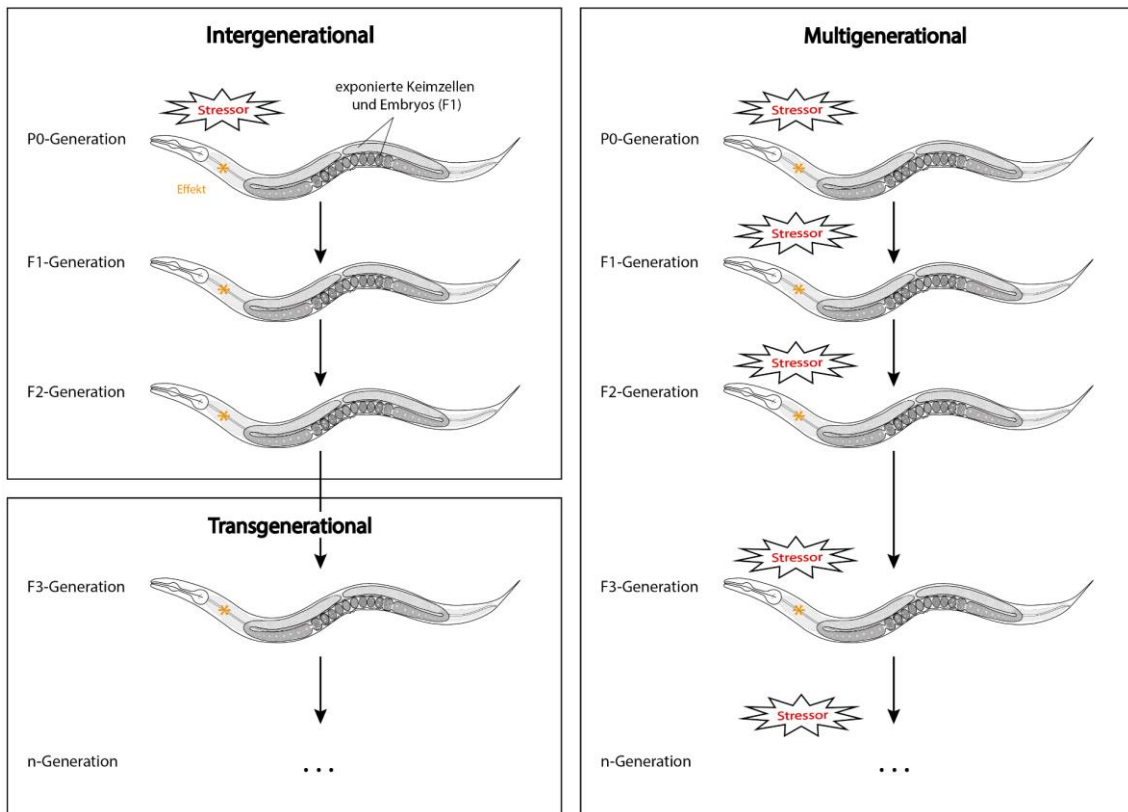 Intergenerational
Stressor
exponierte Keimzellen
und Embryos (F1)
P0-Generation
*
Effekt
F1-Generation
*
F2-Generation
*
Transgenerational
F3-Generation
*
n-Generation
...
Multigenerational
Stressor
P0-Generation
*
Stressor
F1-Generation
*
Stressor
F2-Generation
*
Stressor
F3-Generation
*
Stressor
n-Generation
...